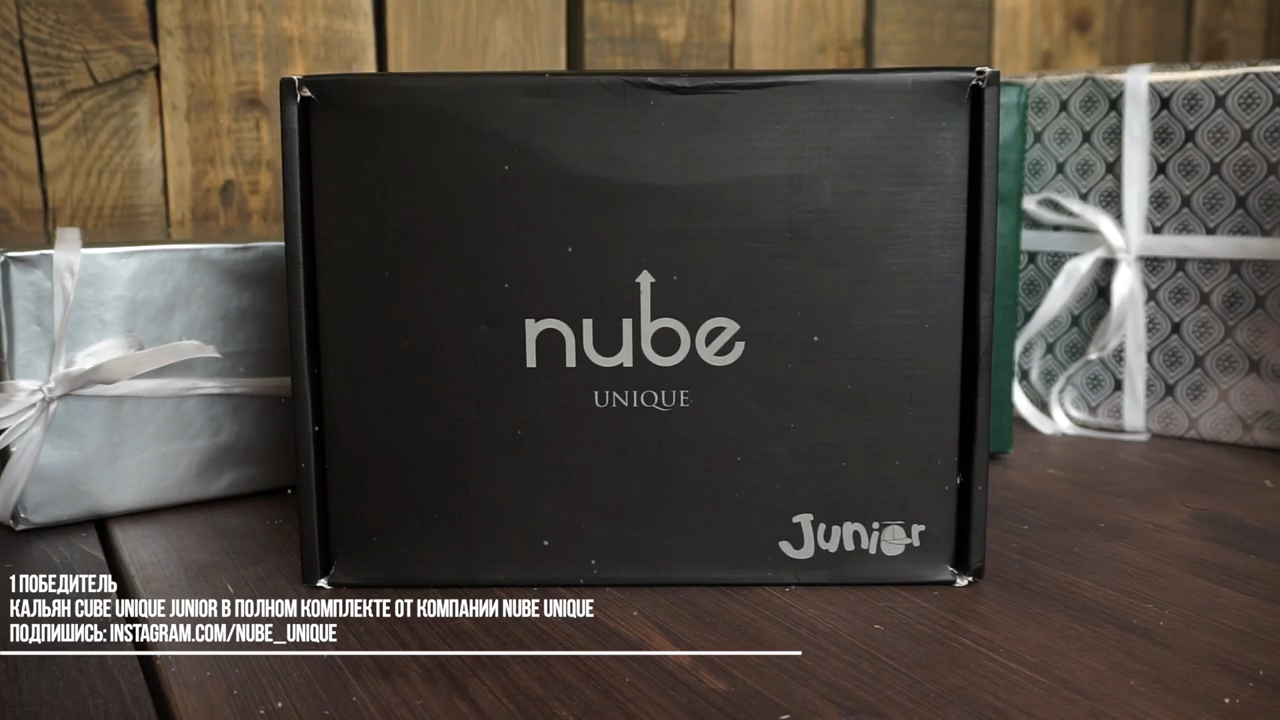 nube
UNIQUE
Junior
1 ПОБЕДИТЕЛЬ
КАЛЬЯН CUBE UNIQUE JUNIOR В ПОЛНОМ КОМПЛЕКТЕ ОТ КОМПАНИИ NUBE UNIQUE
ПОДПИШИСЬ: INSTAGRAM.COM/NUBE_UNIQUE